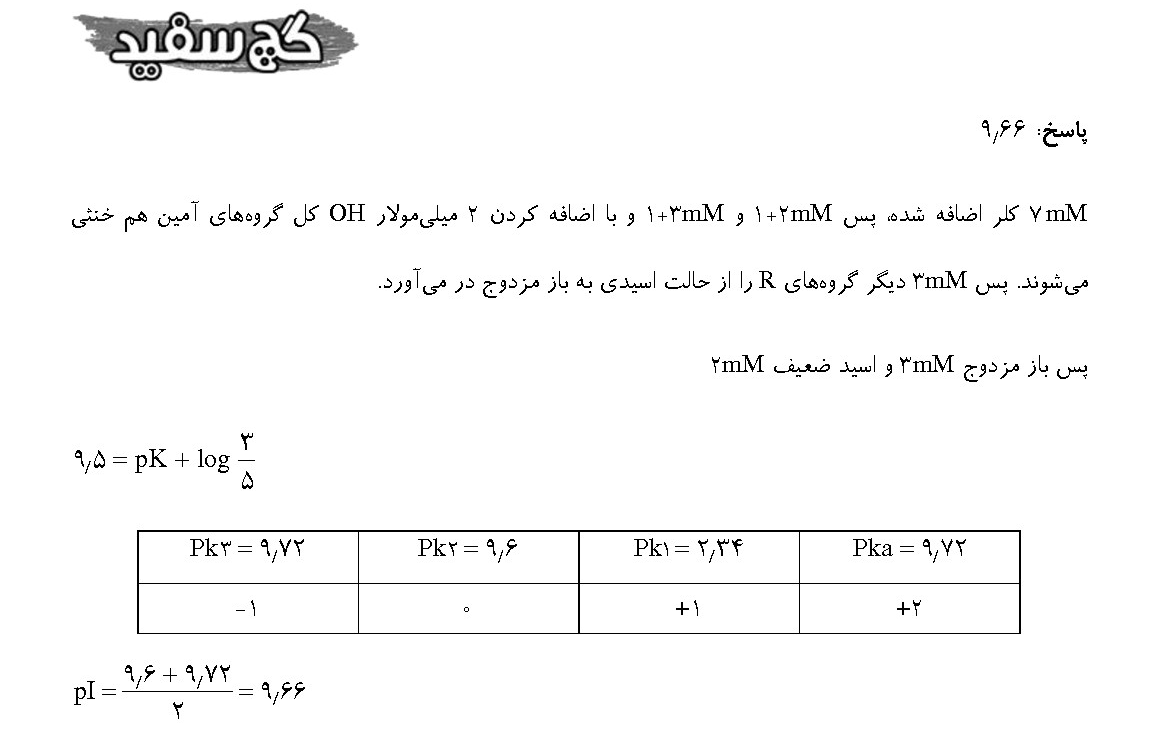 گچ سفید
پاسخ: ۹٫۶۶
۷mM کلر اضافه شده، پس ۱+۲mM و ۱+۳mM و با اضافه کردن ۲ میلی‌مولار OH کل گروه‌های آمین هم خنثی
می‌شوند. پس ۳mM دیگر گروه‌های R را از حالت اسیدی به باز مزدوج در می‌آورد.
پس باز مزدوج ۳mM و اسید ضعیف ۲mM
۹٫۵ = pK + log ۳/۵
Pk۳ = ۹٫۷۲ Pk۲ = ۹٫۶ Pk۱ = ۲٫۳۴ Pka = ۹٫۷۲
-۱ ۰ +۱ +۲
pI = (۹٫۶ + ۹٫۷۲)/۲ = ۹٫۶۶